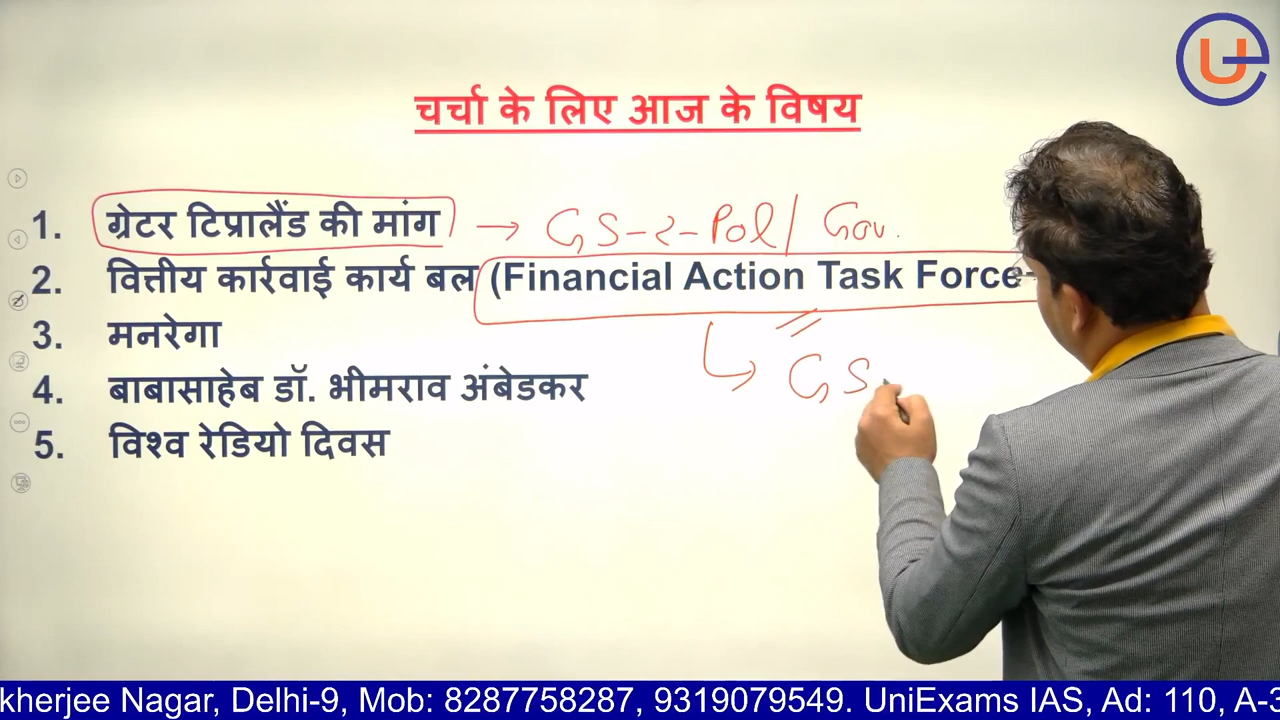 चर्चा के लिए आज के विषय
1. ग्रेटर टिप्रालैंड की मांग → GS-2-Pol/ Gov.
2. वित्तीय कार्रवाई कार्य बल (Financial Action Task Force-
GS
3. मनरेगा
4. बाबासाहेब डॉ. भीमराव अंबेडकर
5. विश्व रेडियो दिवस
kherjee Nagar, Delhi-9, Mob: 8287758287, 9319079549. UniExams IAS, Ad: 110, A-3